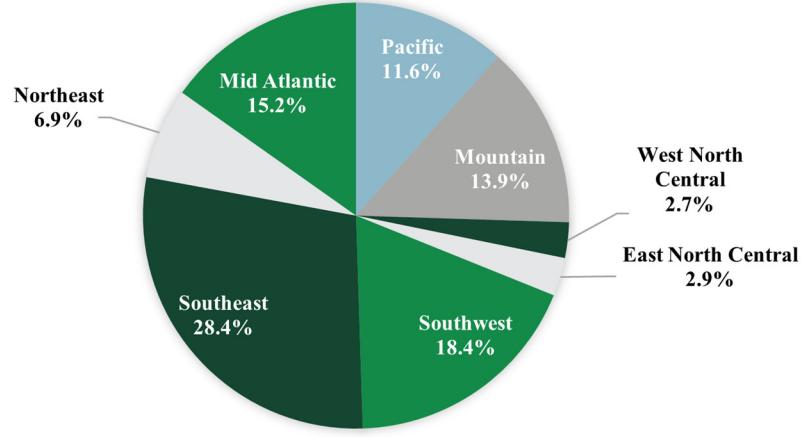 Pacific
11.6%
Mountain
13.9%
West North
Central
2.7%
East North Central
2.9%
Southwest
18.4%
Southeast
28.4%
Northeast
6.9%
Mid Atlantic
15.2%